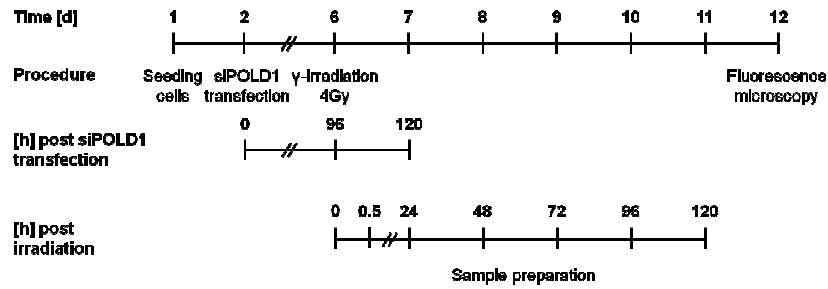 Time [d] 1 2 6 7 8 9 10 11 12
Procedure Seeding siPOLD1 γ-irradiation Fluorescence
cells transfection 4Gy microscopy
0 96 120
[h] post siPOLD1
transfection
0 0.5 24 48 72 96 120
[h] post
irradiation
Sample preparation